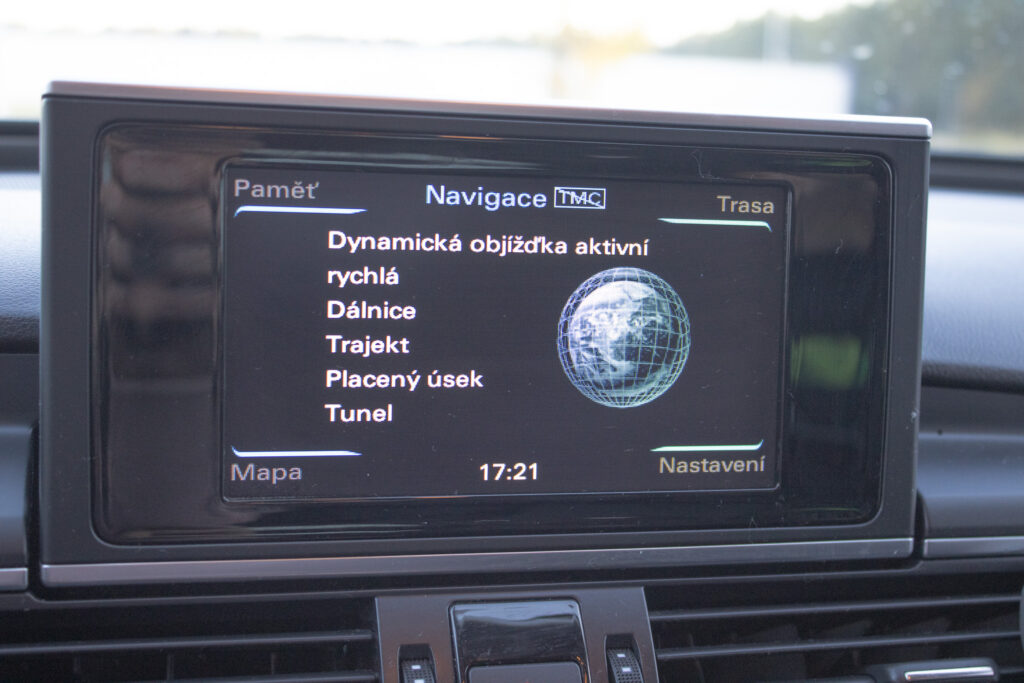 Paměť
Navigace TMC
Trasa
Dynamická objížďka aktivní
rychlá
Dálnice
Trajekt
Placený úsek
Tunel
Mapa
17:21
Nastavení